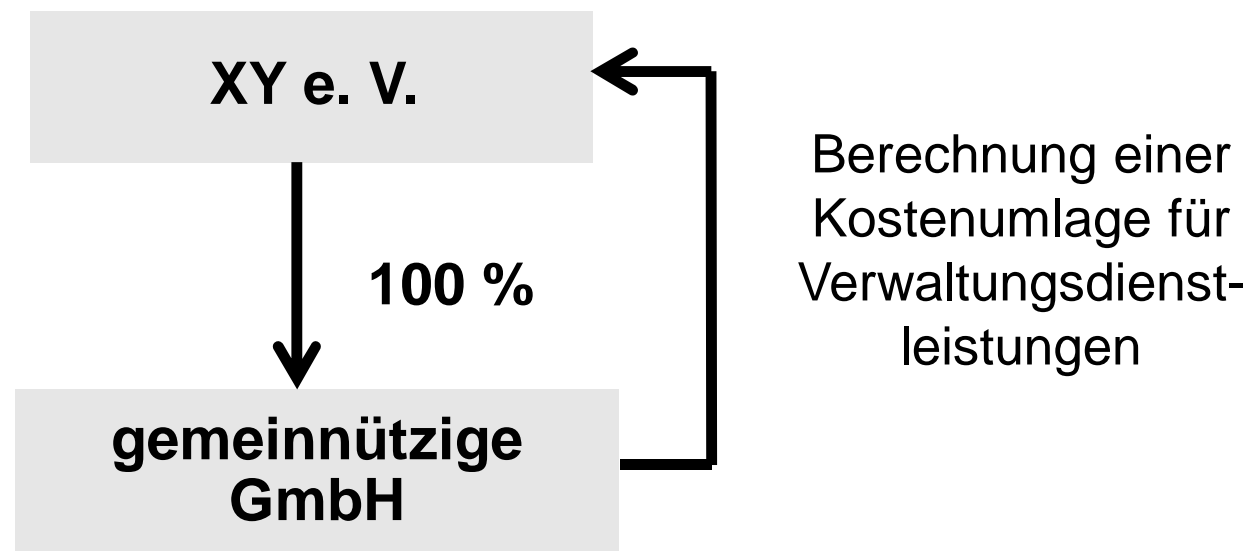 XY e. V.
100 %
gemeinnützige
GmbH
Berechnung einer
Kostenumlage für
Verwaltungsdienst-
leistungen